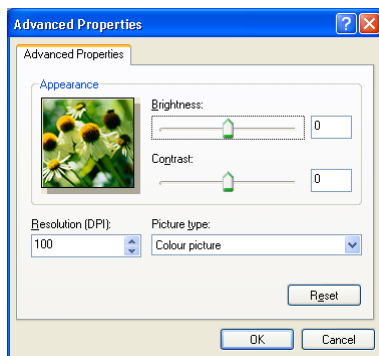 Advanced Properties
Advanced Properties
Appearance
Brightness:
0
Contrast:
0
Resolution (DPI):
Picture type:
100
Colour picture
Reset
OK
Cancel